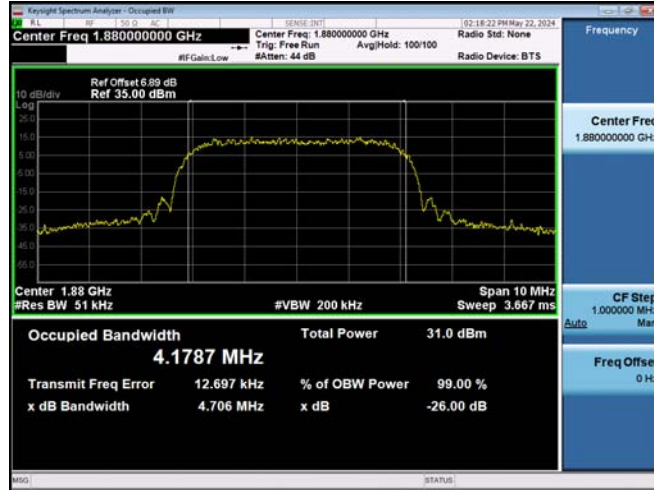 Keysight Spectrum Analyzer - Occupied BW
RL RF 50 Ω AC SENSE:INT 02:18:22 PM May 22, 2024
Center Freq 1.880000000 GHz
Center Freq: 1.880000000 GHz Radio Std: None
Trig: Free Run Avg|Hold: 100/100
#IFGain:Low #Atten: 44 dB Radio Device: BTS
Ref Offset 6.89 dB
10 dB/div Ref 35.00 dBm
Log
25.0
15.0
5.00
-5.00
-15.0
-25.0
-35.0
-45.0
-55.0
Center 1.88 GHz Span 10 MHz
#Res BW 51 kHz #VBW 200 kHz Sweep 3.667 ms
Occupied Bandwidth Total Power 31.0 dBm
4.1787 MHz
Transmit Freq Error 12.697 kHz % of OBW Power 99.00 %
x dB Bandwidth 4.706 MHz x dB -26.00 dB
MSG STATUS
Frequency
Center Freq
1.880000000 GHz
CF Step
1.000000 MHz
Auto Man
Freq Offset
0 Hz